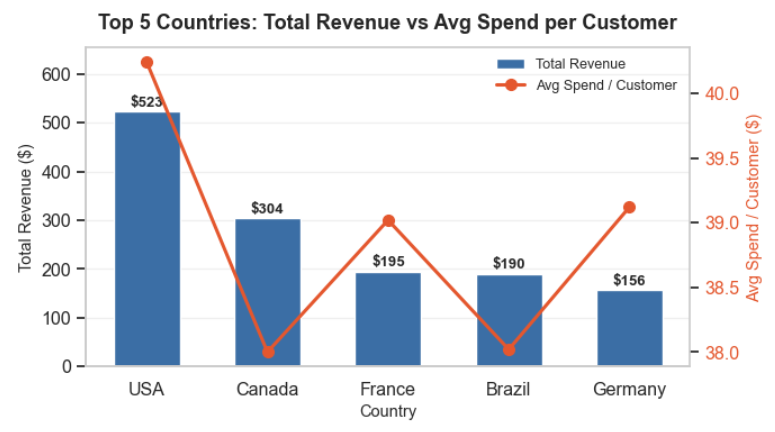 Top 5 Countries: Total Revenue vs Avg Spend per Customer
Total Revenue
Avg Spend / Customer
Total Revenue ($)
600
500
400
300
200
100
0
$523
$304
$195
$190
$156
40.0
39.5
39.0
38.5
38.0
Avg Spend / Customer ($)
USA Canada France Brazil Germany
Country